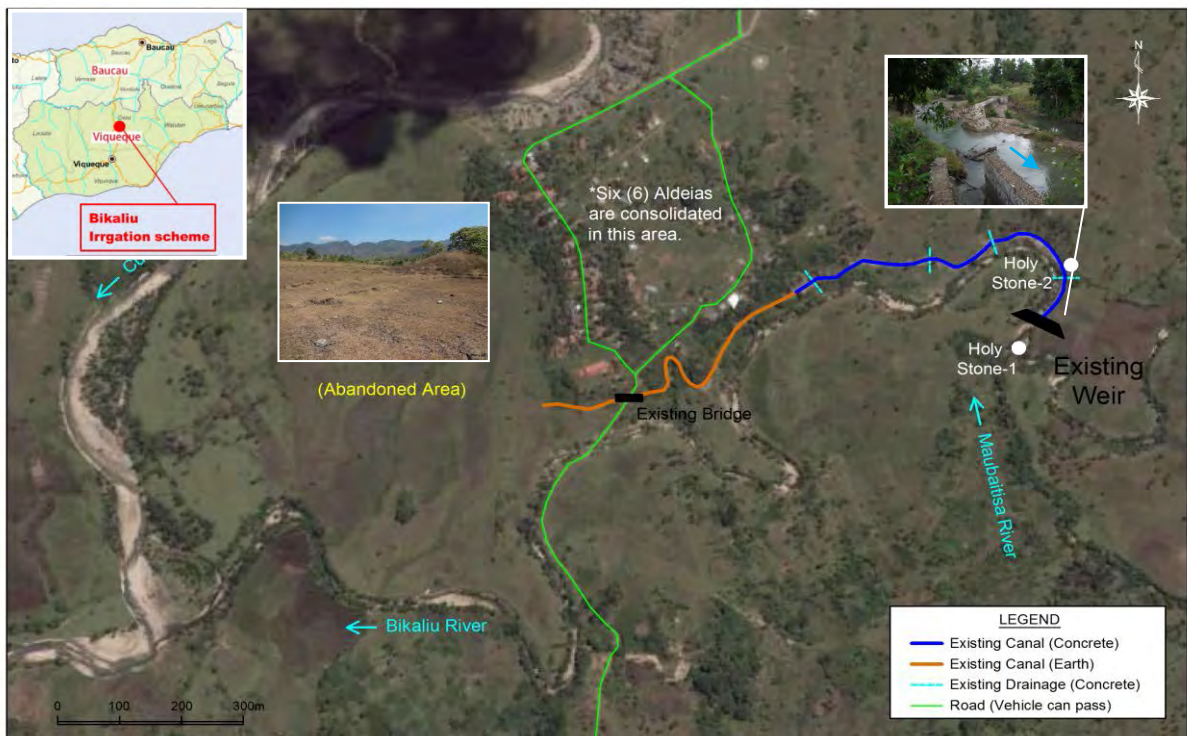 Baucau
Baucau
Viqueque
Viqueque
Bikaliu
Irrgation scheme
N
*Six (6) Aldeias
are consolidated
in this area.
(Abandoned Area)
Holy
Stone-2
Holy
Stone-1
Existing
Weir
Existing Bridge
Maubaitisa River
Bikaliu River
LEGEND
Existing Canal (Concrete)
Existing Canal (Earth)
Existing Drainage (Concrete)
Road (Vehicle can pass)
0 100 200 300m